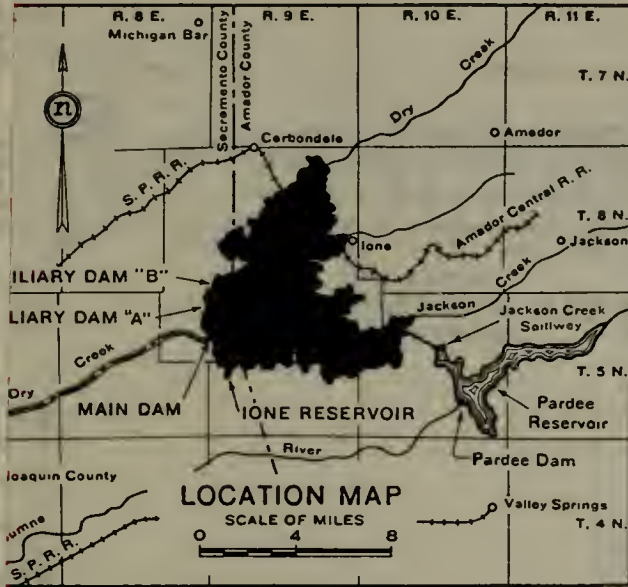 R. 8 E.
R. 9 E.
R. 10 E.
R. 11 E.
Michigan Bar
Sacramento County
Amador County
Creek
Dry
T. 7 N.
n
Carbondale
Amador
S. P. R. R.
Amador Central R. R.
T. 8 N.
Ione
Jackson
ILIARY DAM "B"
Creek
LIARY DAM "A"
Jackson
Jackson Creek
Spillway
Creek
Dry
T. 5 N.
MAIN DAM
IONE RESERVOIR
Pardee
Reservoir
River
Pardee Dam
Joaquin County
LOCATION MAP
SCALE OF MILES
Valley Springs
umne
T. 4 N.
S. P. R. R.
0 4 8